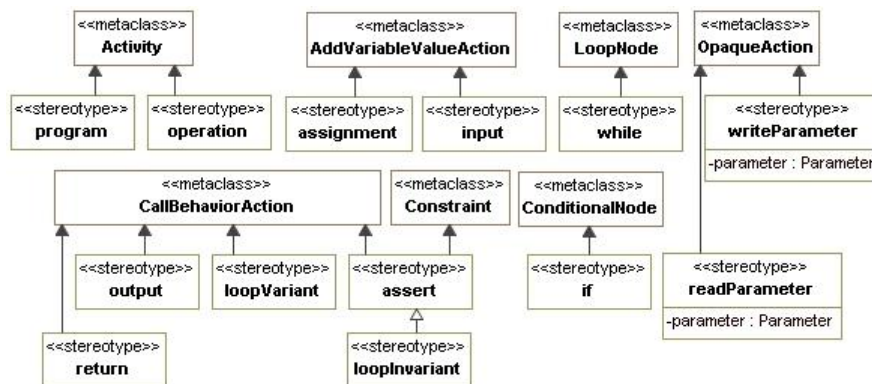 <<metaclass>>
Activity
<<metaclass>>
AddVariableValueAction
<<metaclass>>
LoopNode
<<metaclass>>
OpaqueAction
<<stereotype>>
program
<<stereotype>>
operation
<<stereotype>>
assignment
<<stereotype>>
input
<<stereotype>>
while
<<stereotype>>
writeParameter
-parameter : Parameter
<<metaclass>>
CallBehaviorAction
<<metaclass>>
Constraint
<<metaclass>>
ConditionalNode
<<stereotype>>
output
<<stereotype>>
loopVariant
<<stereotype>>
assert
<<stereotype>>
if
<<stereotype>>
readParameter
-parameter : Parameter
<<stereotype>>
return
<<stereotype>>
loopInvariant